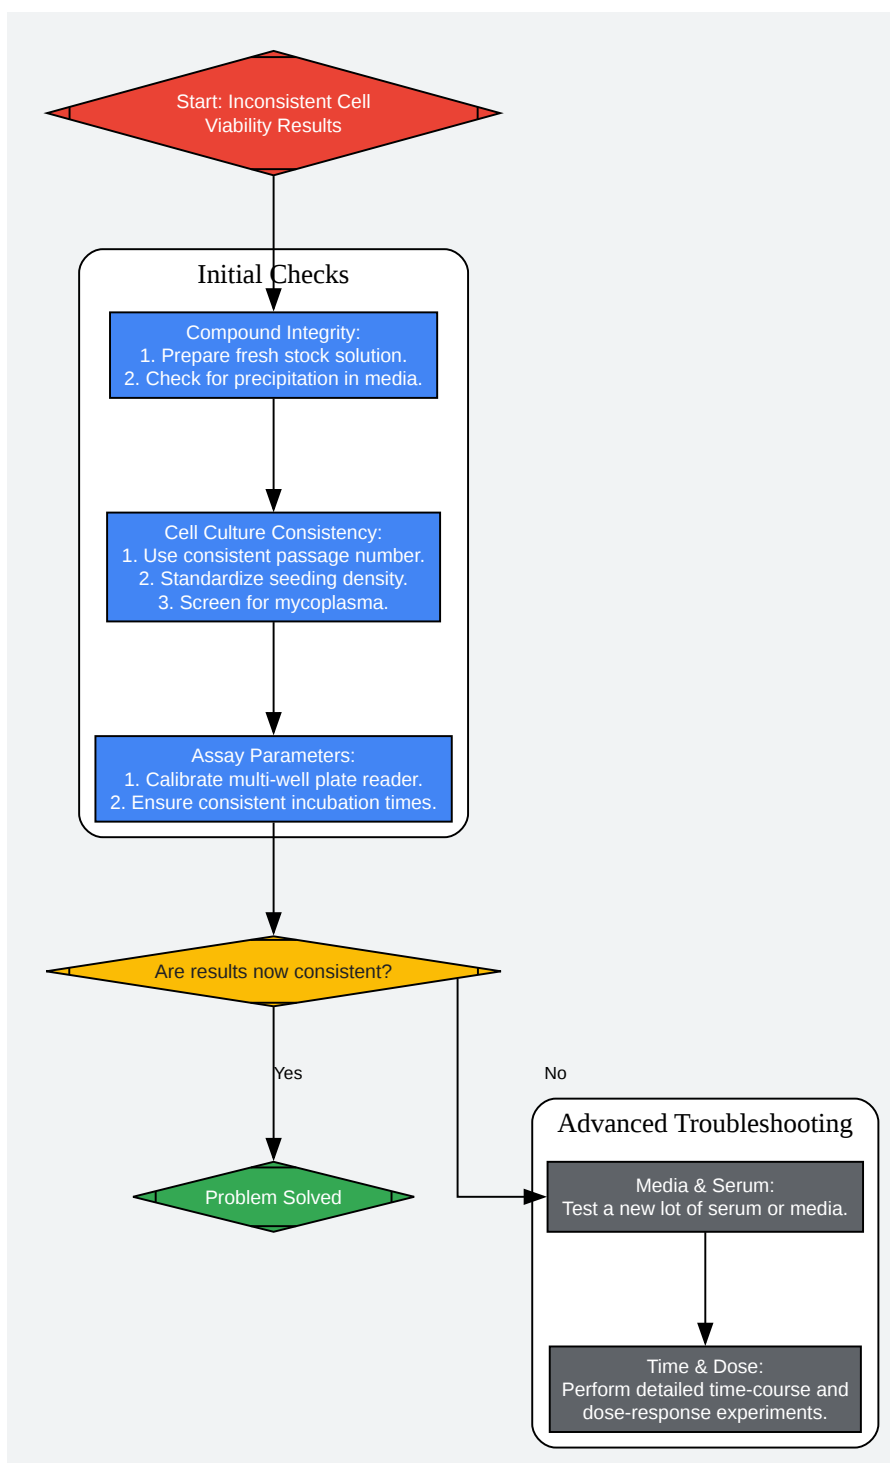 Start: Inconsistent Cell
Viability Results
Initial Checks
Compound Integrity:
1. Prepare fresh stock solution.
2. Check for precipitation in media.
Cell Culture Consistency:
1. Use consistent passage number.
2. Standardize seeding density.
3. Screen for mycoplasma.
Assay Parameters:
1. Calibrate multi-well plate reader.
2. Ensure consistent incubation times.
Are results now consistent?
Yes
No
Problem Solved
Advanced Troubleshooting
Media & Serum:
Test a new lot of serum or media.
Time & Dose:
Perform detailed time-course and
dose-response experiments.